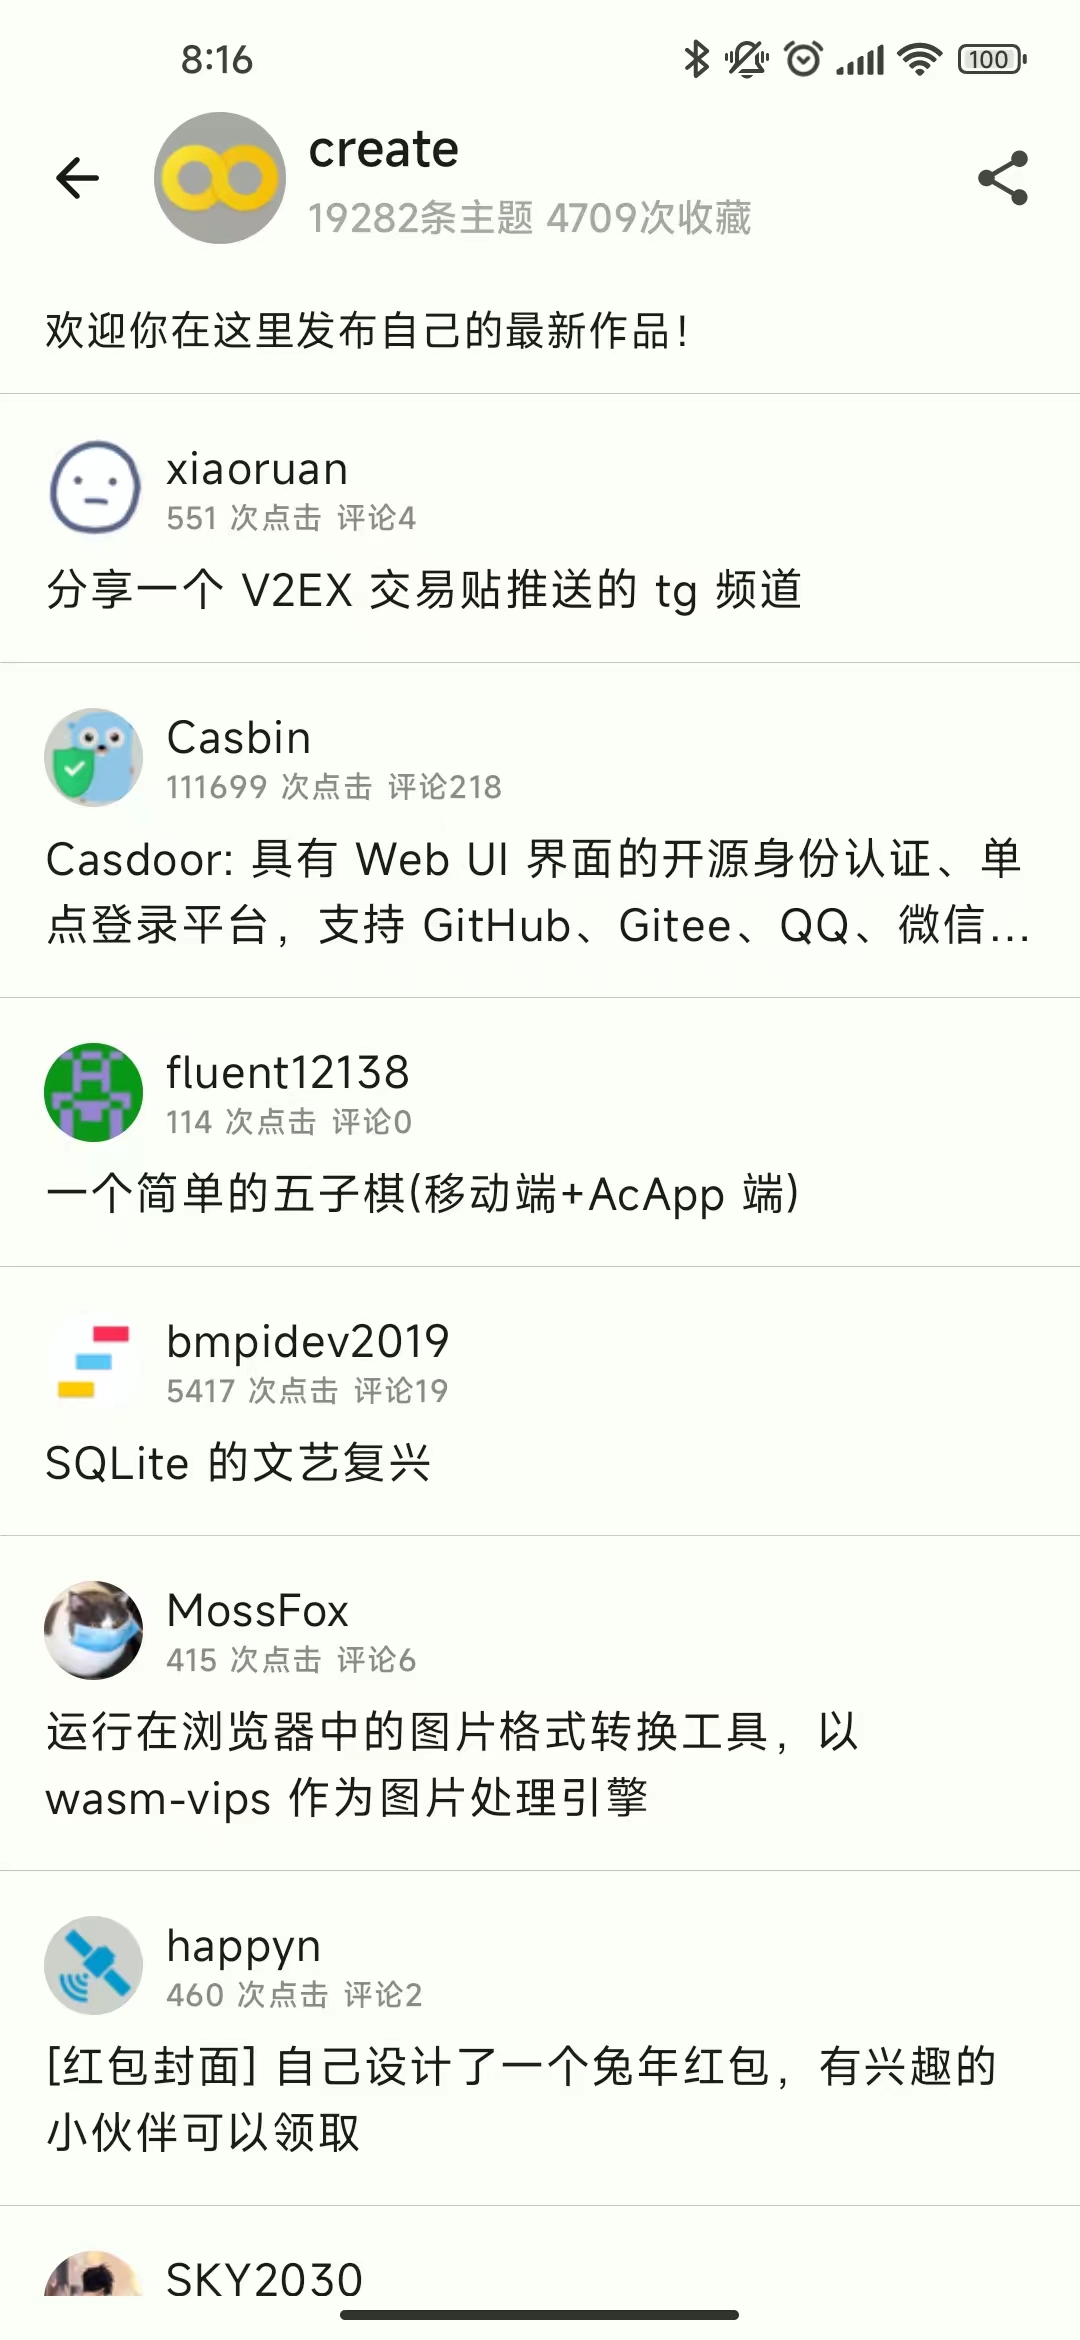 8:16
100
create
19282条主题 4709次收藏
欢迎你在这里发布自己的最新作品！
xiaoruan
551 次点击 评论4
分享一个 V2EX 交易贴推送的 tg 频道
Casbin
111699 次点击 评论218
Casdoor: 具有 Web UI 界面的开源身份认证、单
点登录平台，支持 GitHub、Gitee、QQ、微信...
fluent12138
114 次点击 评论0
一个简单的五子棋(移动端+AcApp 端)
bmpidev2019
5417 次点击 评论19
SQLite 的文艺复兴
MossFox
415 次点击 评论6
运行在浏览器中的图片格式转换工具，以
wasm-vips 作为图片处理引擎
happyn
460 次点击 评论2
[红包封面] 自己设计了一个兔年红包，有兴趣的
小伙伴可以领取
SKY2030